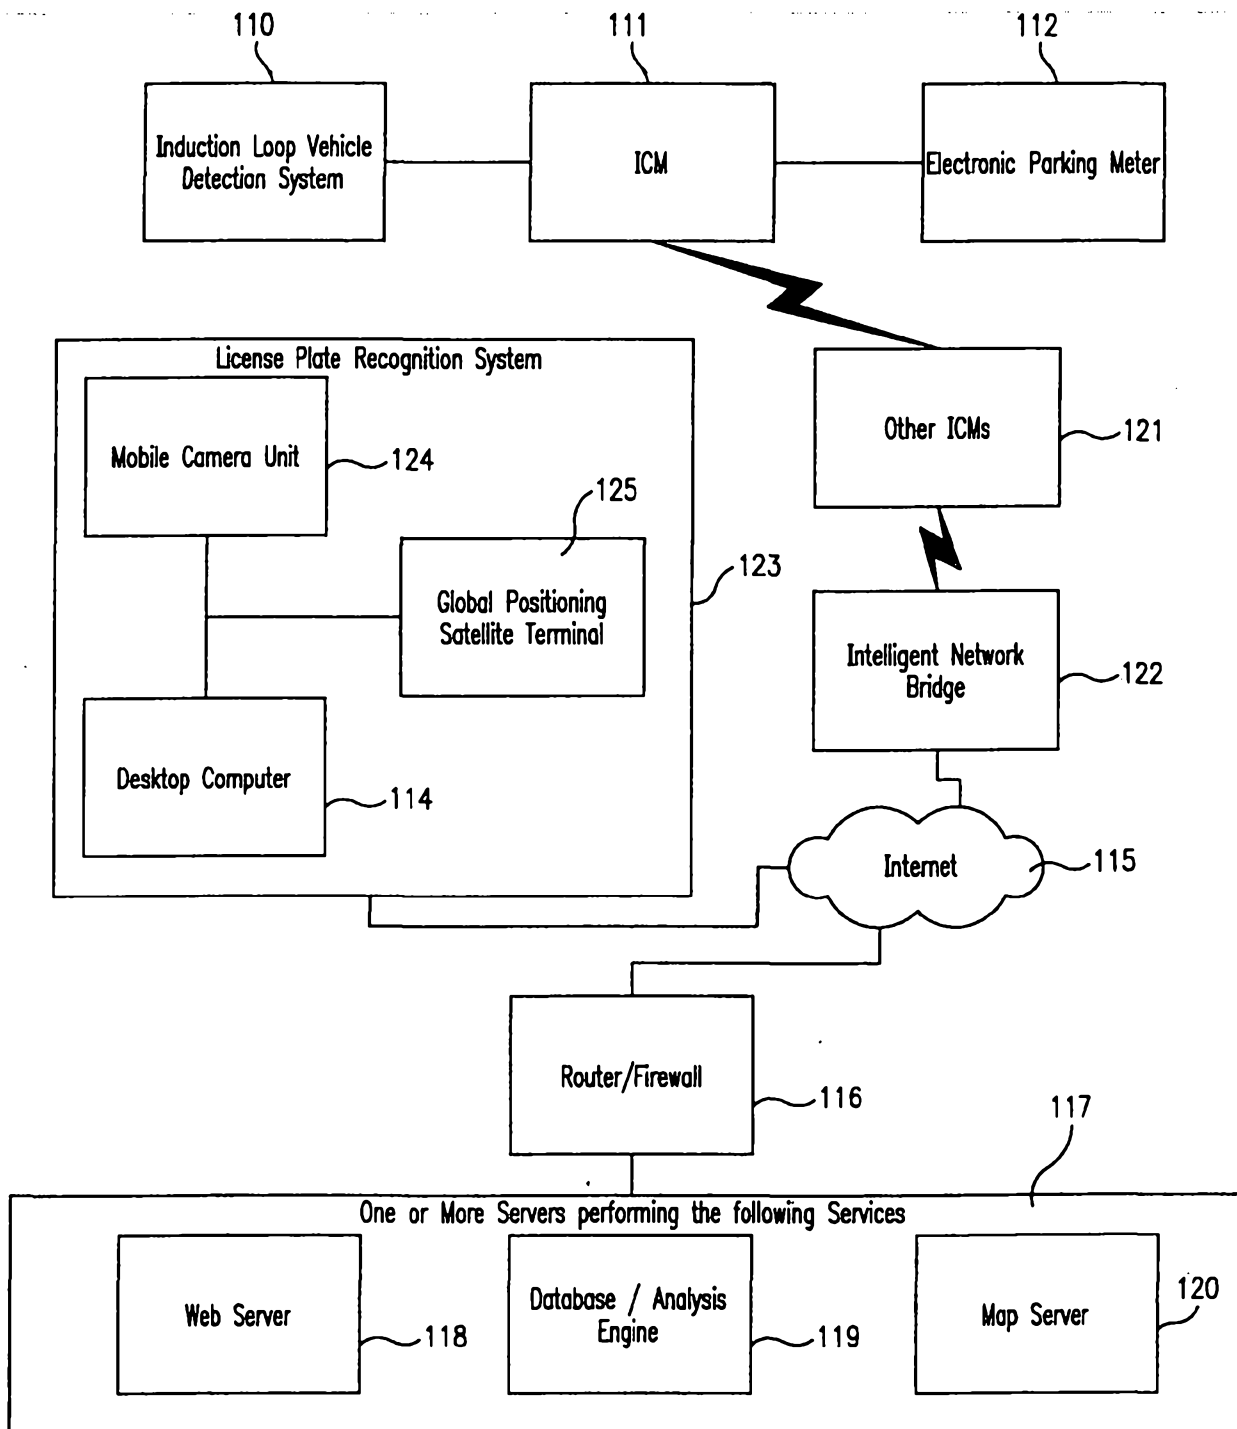 110
111
112
Induction Loop Vehicle
Detection System
ICM
Electronic Parking Meter
License Plate Recognition System
Mobile Camera Unit
124
Other ICMs
121
125
Global Positioning
Satellite Terminal
123
Intelligent Network
Bridge
122
Desktop Computer
114
Internet
115
Router/Firewall
116
117
One or More Servers performing the following Services
Web Server
118
Database / Analysis
Engine
119
Map Server
120